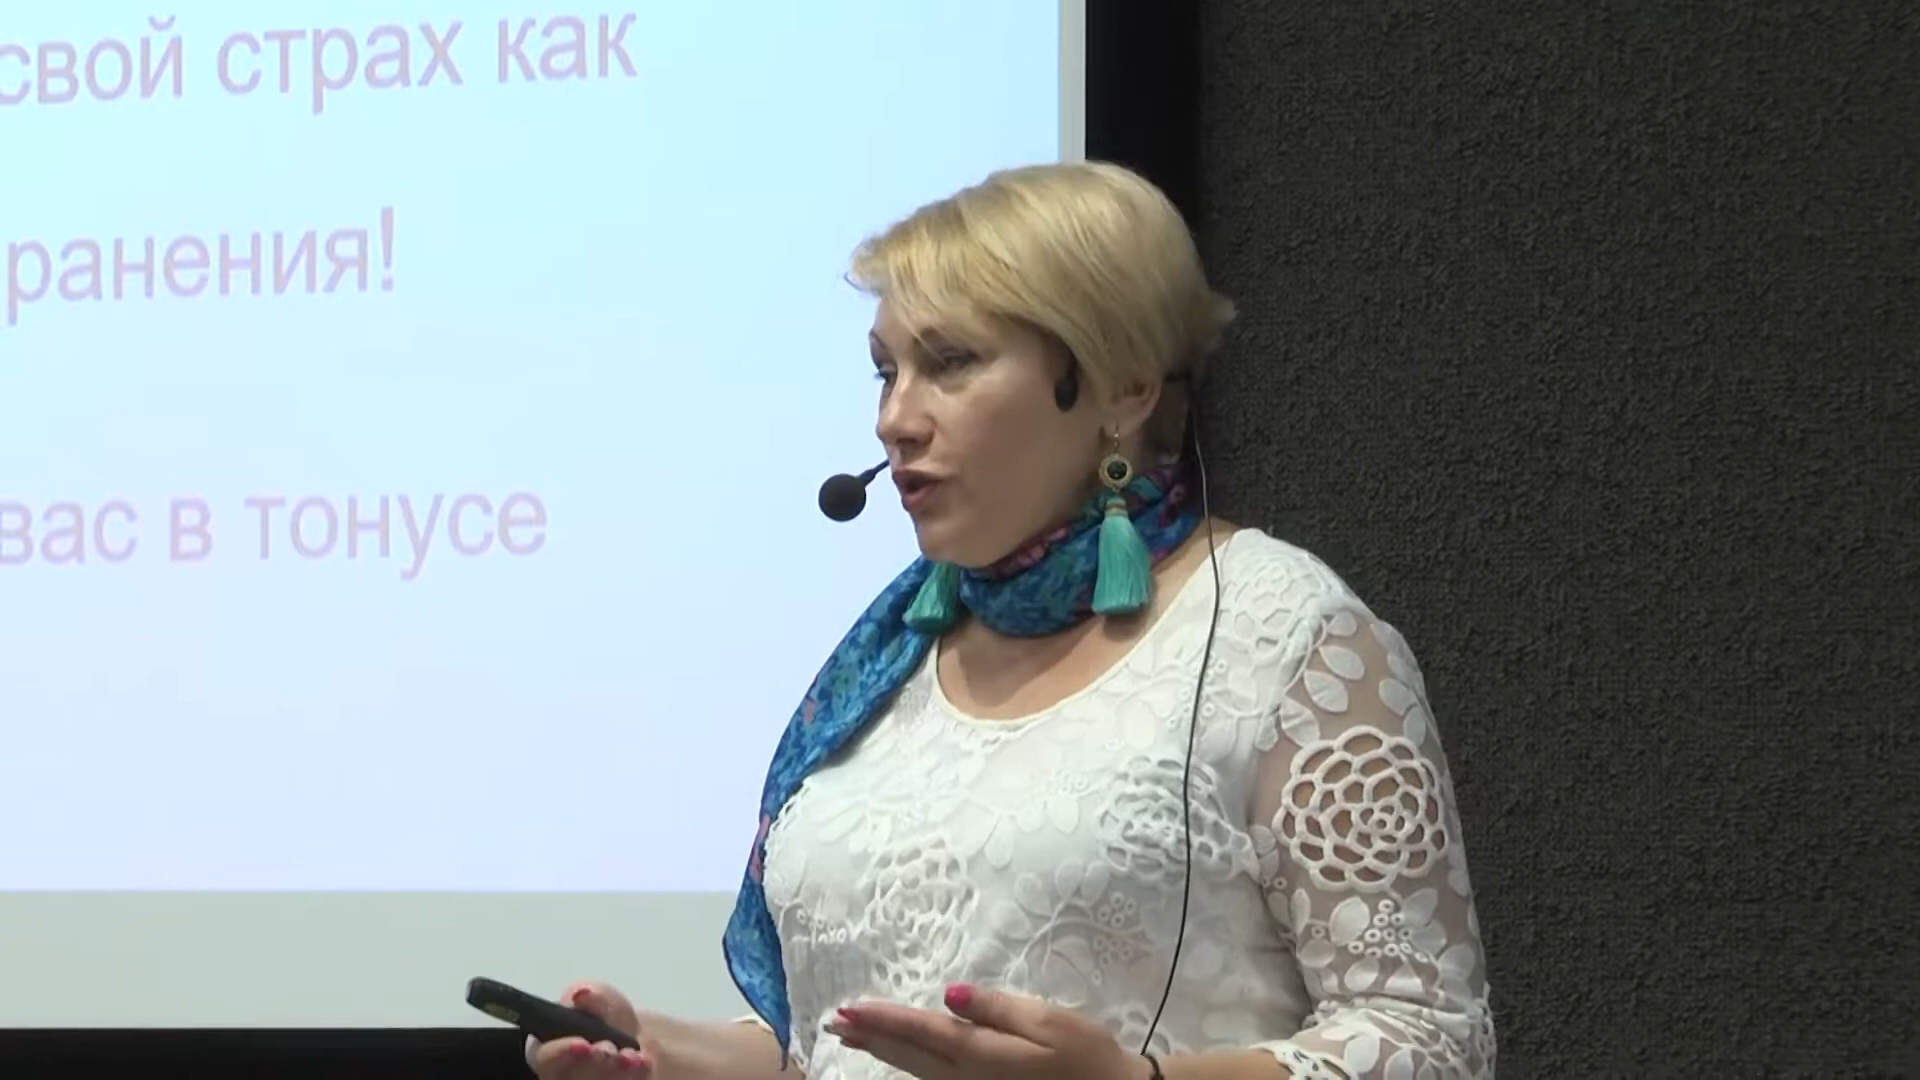 свой страх как
ранения!
вас в тонусе